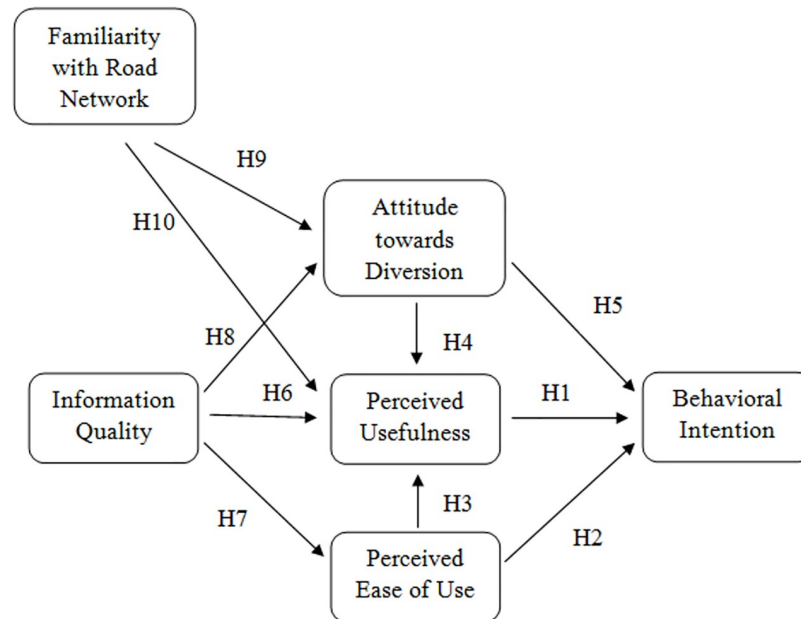 Familiarity
with Road
Network
H9
H10
Attitude
towards
Diversion
H8
H5
H4
Information
Quality
H6
Perceived
Usefulness
H1
Behavioral
Intention
H7
H3
H2
Perceived
Ease of Use